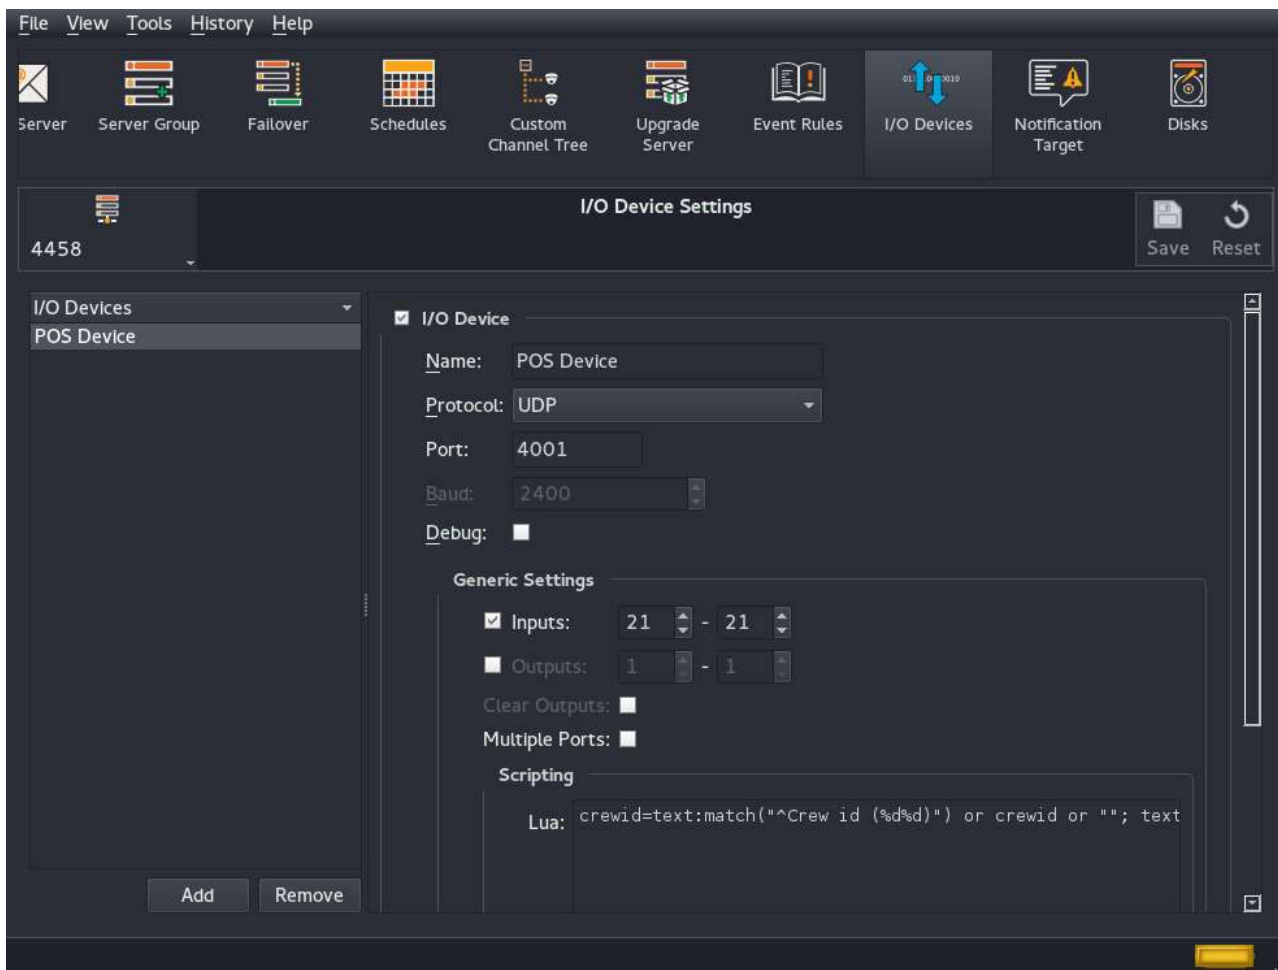 File View Tools History Help
Server
Server Group
Failover
Schedules
Custom
Channel Tree
Upgrade
Server
Event Rules
I/O Devices
Notification
Target
Disks
4458
I/O Device Settings
Save
Reset
I/O Devices
POS Device
I/O Device
Name: POS Device
Protocol: UDP
Port: 4001
Baud: 2400
Debug:
Generic Settings
Inputs: 21 - 21
Outputs: 1 - 1
Clear Outputs:
Multiple Ports:
Scripting
Lua: crewid=text:match("^Crew id (%d%d)") or crewid or ""; text
Add
Remove